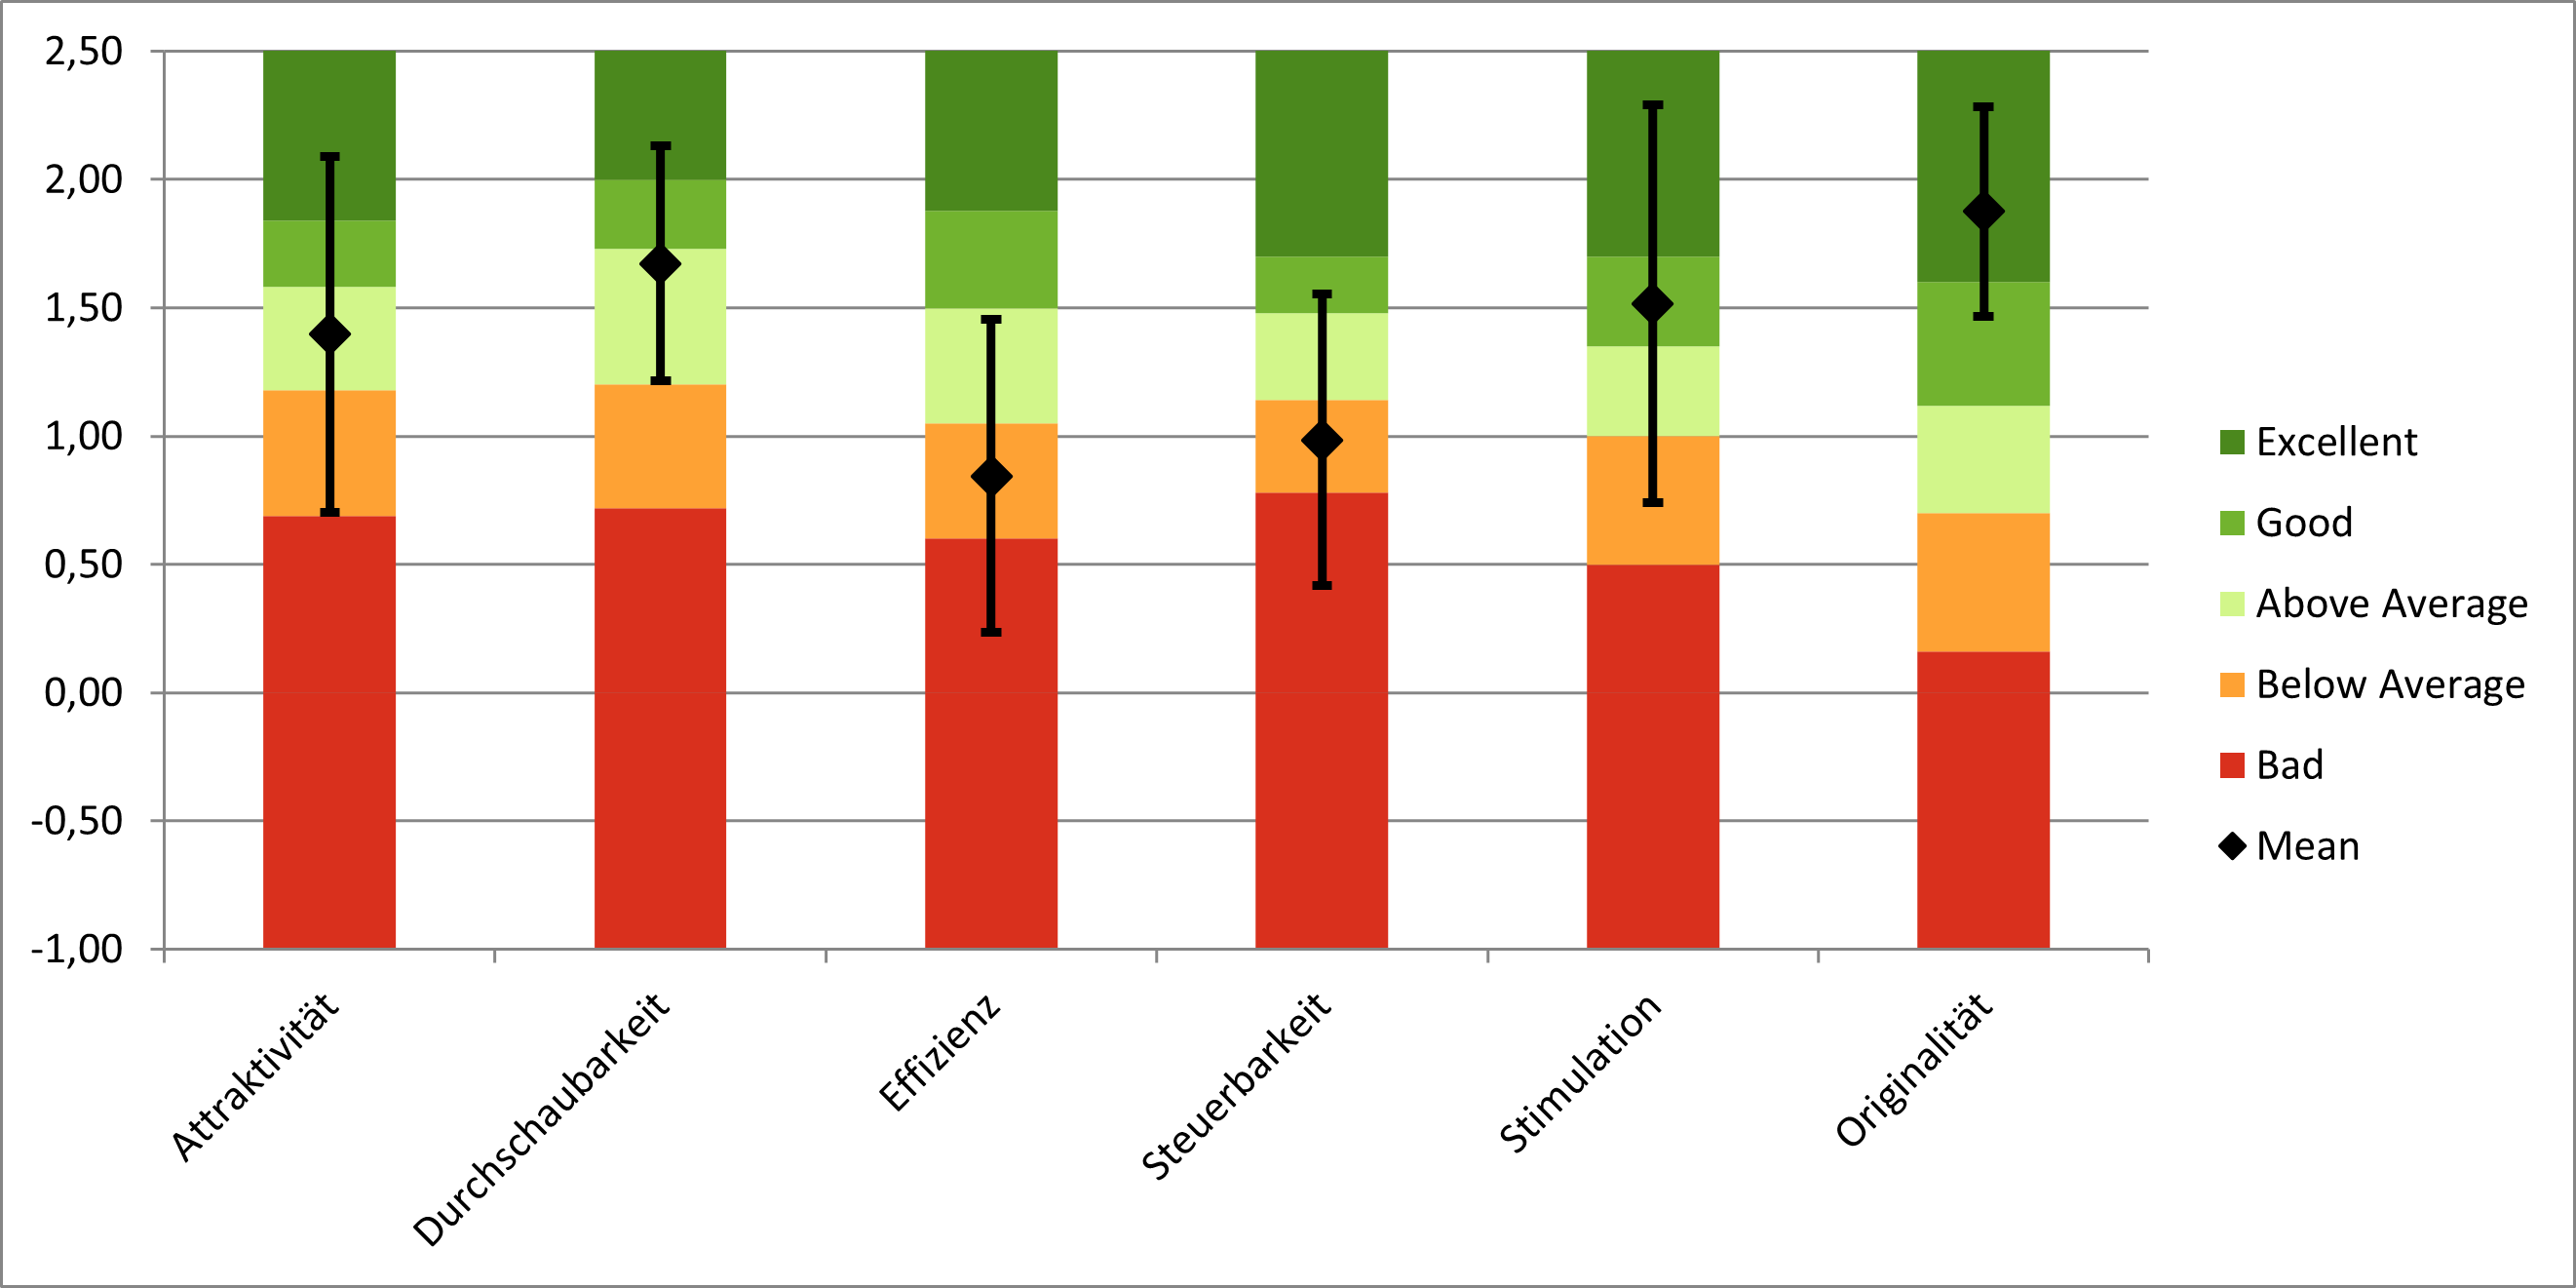 2,50
2,00
1,50
1,00
0,50
0,00
-0,50
-1,00
Attraktivität
Durchschaubarkeit
Effizienz
Steuerbarkeit
Stimulation
Originalität
Excellent
Good
Above Average
Below Average
Bad
Mean